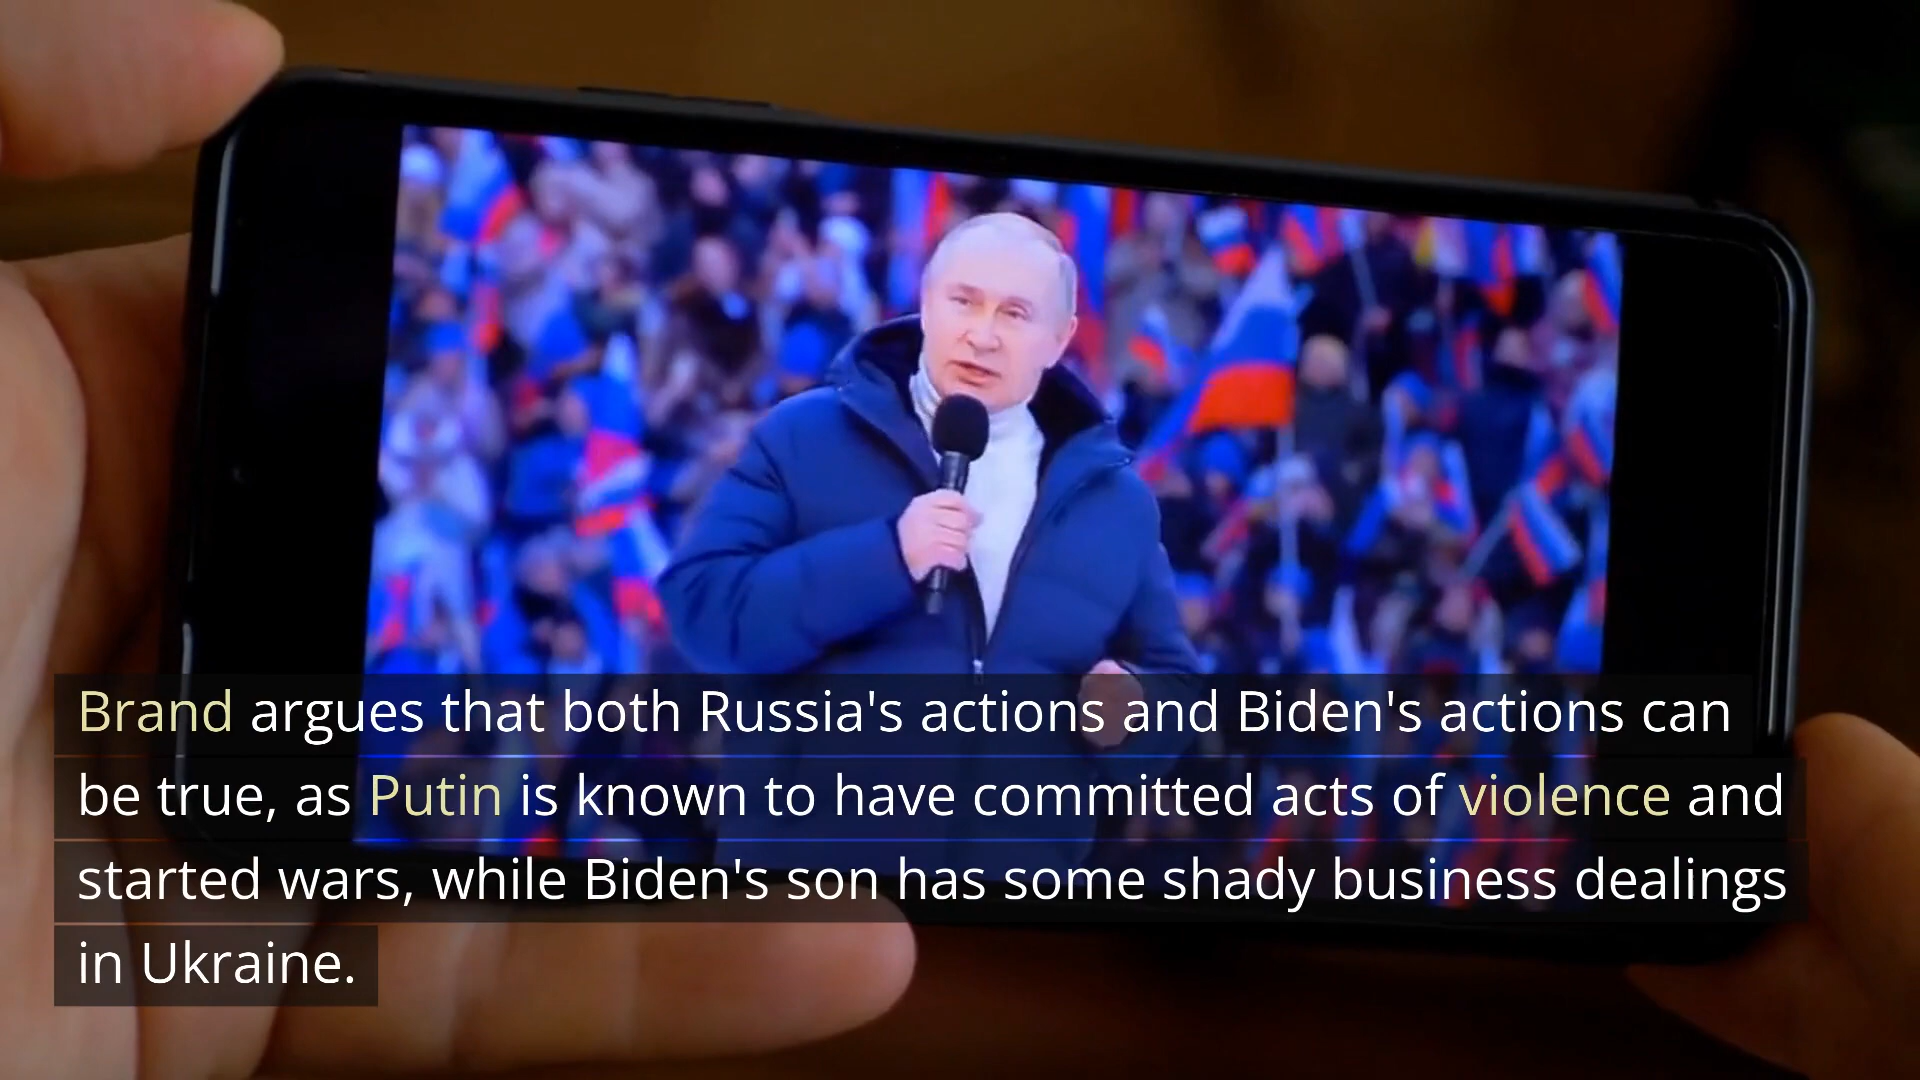 Brand argues that both Russia's actions and Biden's actions can
be true, as Putin is known to have committed acts of violence and
started wars, while Biden's son has some shady business dealings
in Ukraine.